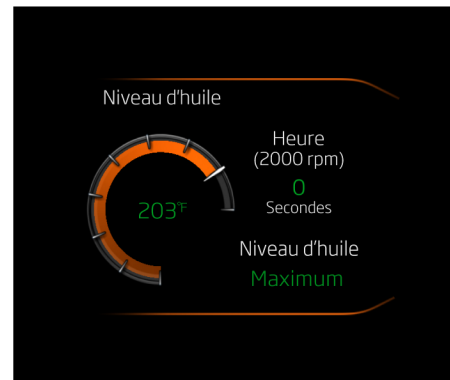 Niveau d'huile
203°F
Heure
(2000 rpm)
0
Secondes
Niveau d'huile
Maximum